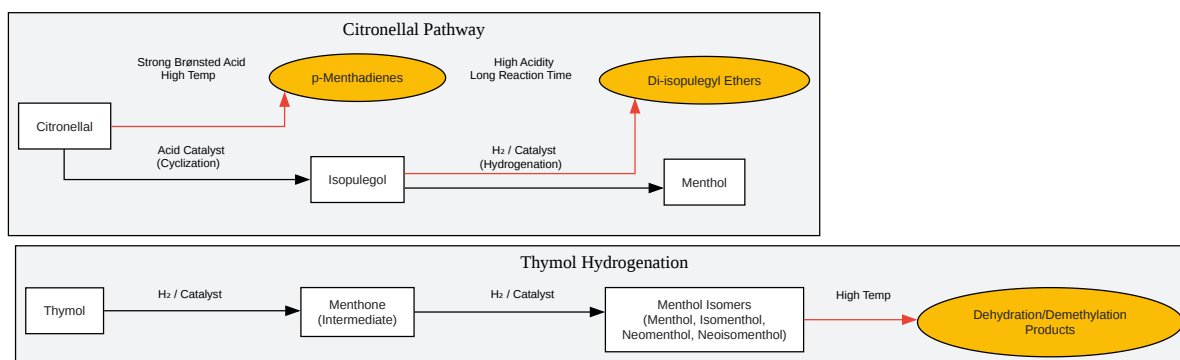 Citronellal Pathway
Strong Brønsted Acid
High Temp
p-Menthadienes
High Acidity
Long Reaction Time
Di-isopulegyl Ethers
Citronellal
Acid Catalyst
(Cyclization)
Isopulegol
H₂ / Catalyst
(Hydrogenation)
Menthol
Thymol Hydrogenation
Thymol
H₂ / Catalyst
Menthone
(Intermediate)
H₂ / Catalyst
Menthol Isomers
(Menthol, Isomenthol,
Neomenthol, Neoisomenthol)
High Temp
Dehydration/Demethylation
Products